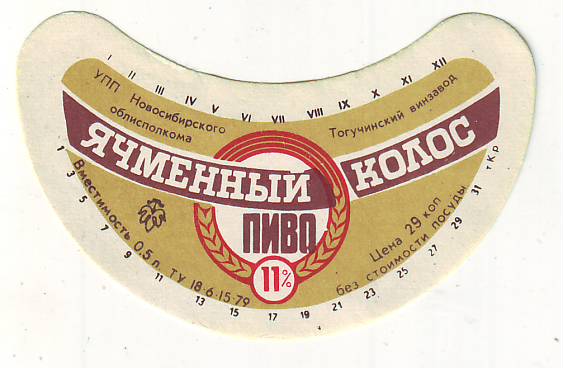 I II III IV V VI VII VIII IX X XI XII
УПП Новосибирского
облисполкома
Тогучинский винзавод
ЯЧМЕННЫЙ КОЛОС
ПИВО
11%
Вместимость 0,5 л. ТУ 18·6·15·79
Цена 29 коп
без стоимости посуды
1 3 5 7 9 11 13 15 17 19 21 23 25 27 29 31 тКр